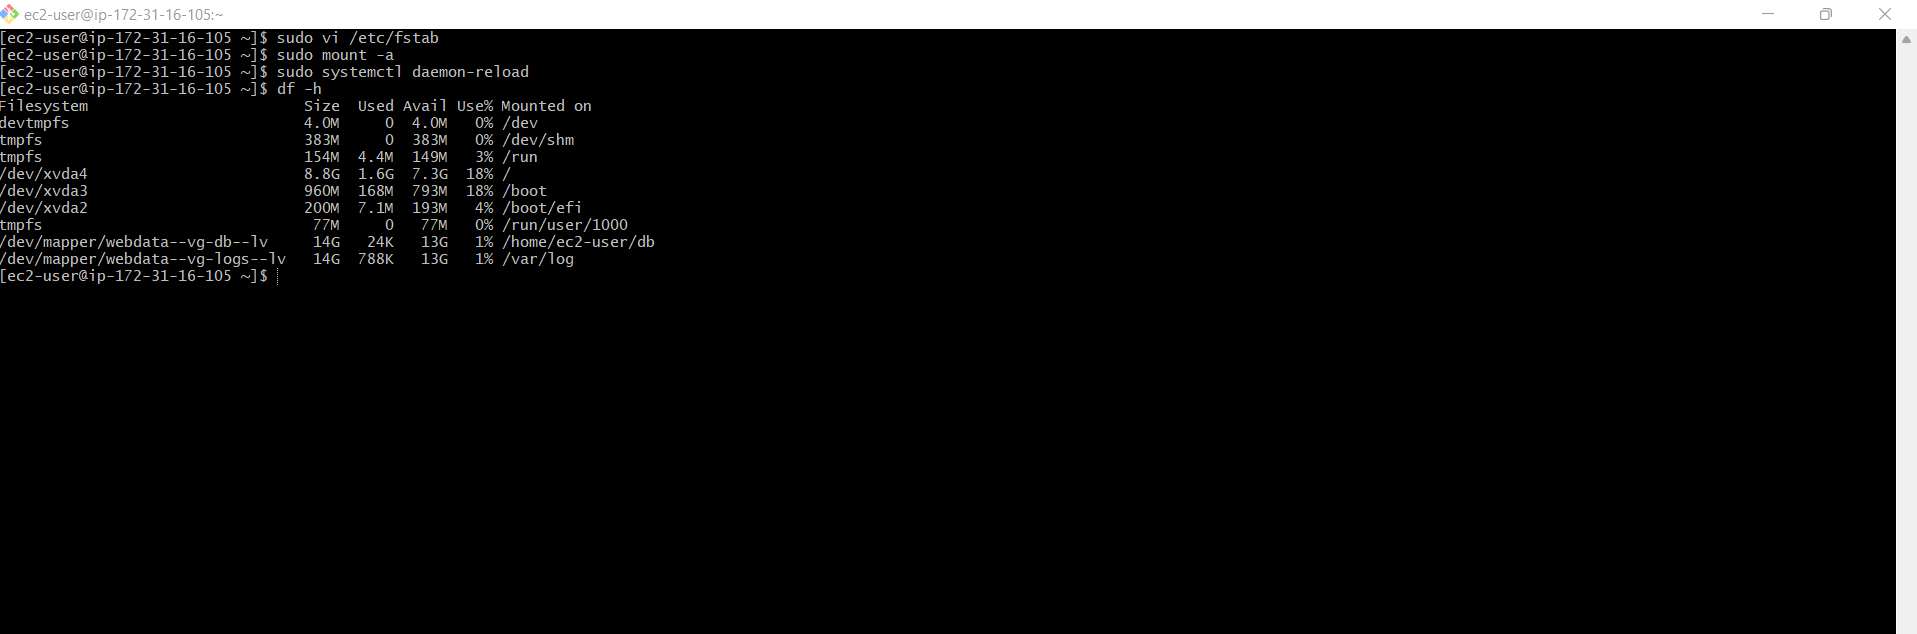 ec2-user@ip-172-31-16-105:~
[ec2-user@ip-172-31-16-105 ~]$ sudo vi /etc/fstab
[ec2-user@ip-172-31-16-105 ~]$ sudo mount -a
[ec2-user@ip-172-31-16-105 ~]$ sudo systemctl daemon-reload
[ec2-user@ip-172-31-16-105 ~]$ df -h
Filesystem                        Size  Used Avail Use% Mounted on
devtmpfs                          4.0M     0  4.0M   0% /dev
tmpfs                             383M     0  383M   0% /dev/shm
tmpfs                             154M  4.4M  149M   3% /run
/dev/xvda4                        8.8G  1.6G  7.3G  18% /
/dev/xvda3                        960M  168M  793M  18% /boot
/dev/xvda2                        200M  7.1M  193M   4% /boot/efi
tmpfs                              77M     0   77M   0% /run/user/1000
/dev/mapper/webdata--vg-db--lv     14G   24K   13G   1% /home/ec2-user/db
/dev/mapper/webdata--vg-logs--lv   14G  788K   13G   1% /var/log
[ec2-user@ip-172-31-16-105 ~]$